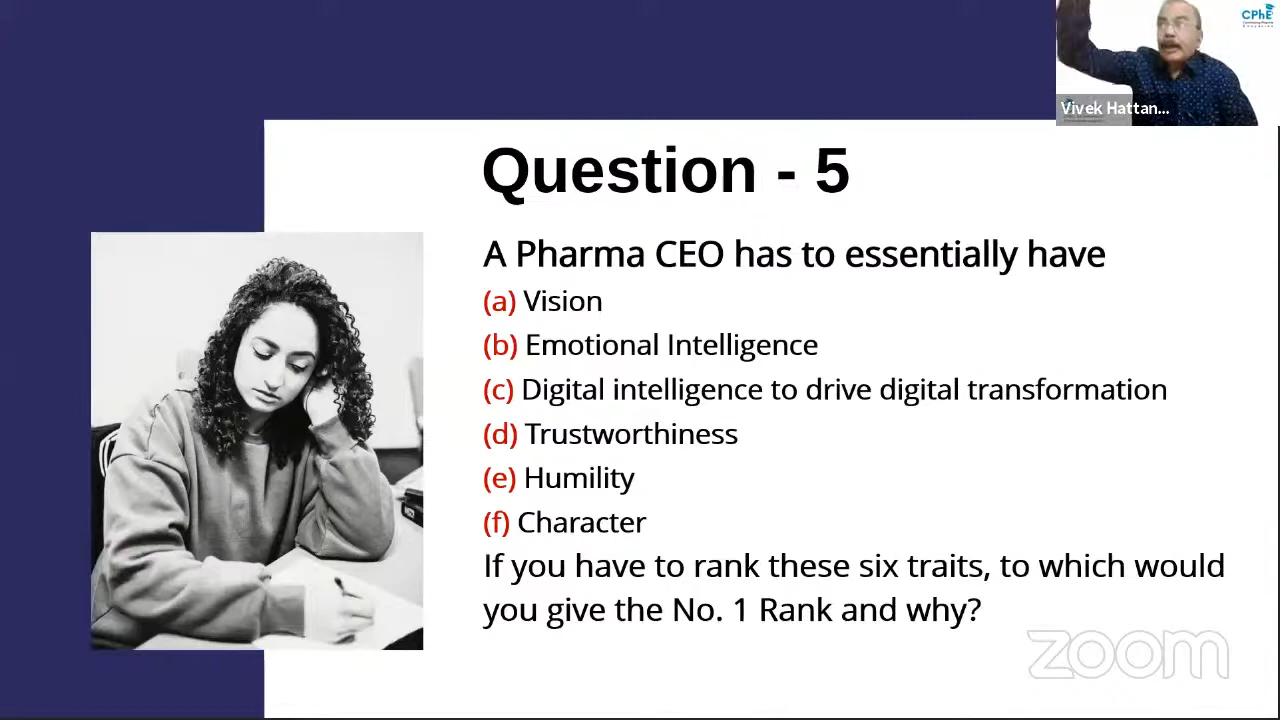 CPhE
Vivek Hattan...
Question - 5
A Pharma CEO has to essentially have
(a) Vision
(b) Emotional Intelligence
(c) Digital intelligence to drive digital transformation
(d) Trustworthiness
(e) Humility
(f) Character
If you have to rank these six traits, to which would
you give the No. 1 Rank and why?
zoom